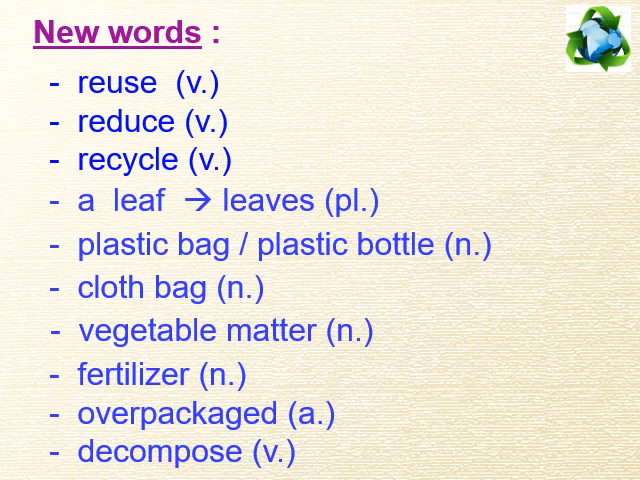 New words :
- reuse (v.)
- reduce (v.)
- recycle (v.)
- a leaf → leaves (pl.)
- plastic bag / plastic bottle (n.)
- cloth bag (n.)
- vegetable matter (n.)
- fertilizer (n.)
- overpackaged (a.)
- decompose (v.)